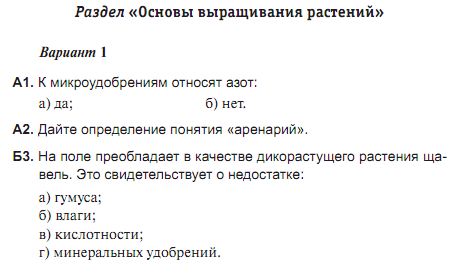 Раздел «Основы выращивания растений»
Вариант 1
А1. К микроудобрениям относят азот:
а) да; б) нет.
А2. Дайте определение понятия «аренарий».
Б3. На поле преобладает в качестве дикорастущего растения ща-
вель. Это свидетельствует о недостатке:
а) гумуса;
б) влаги;
в) кислотности;
г) минеральных удобрений.